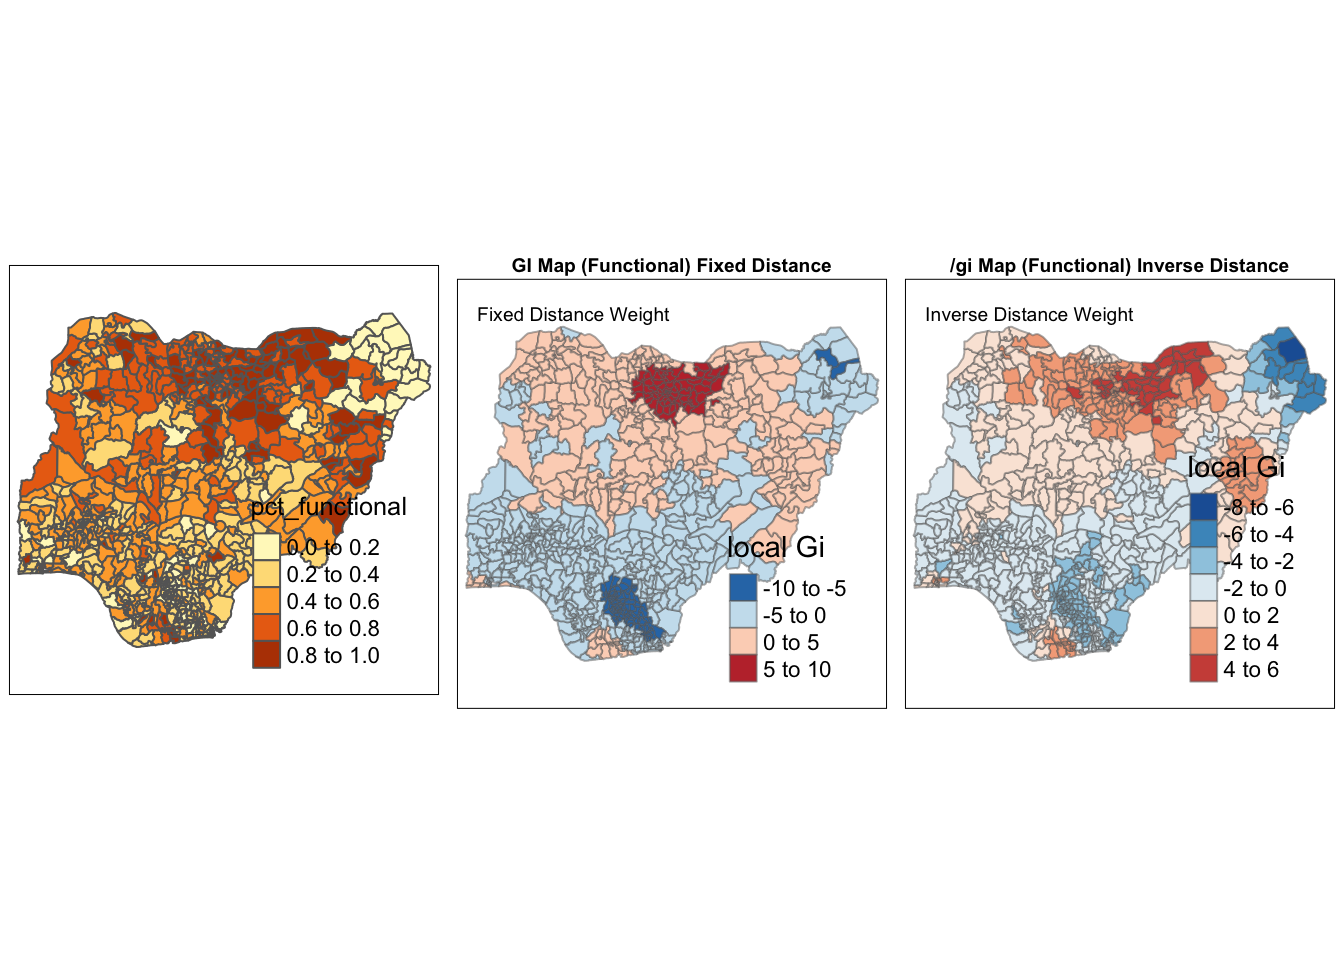 pct_functional
0.0 to 0.2
0.2 to 0.4
0.4 to 0.6
0.6 to 0.8
0.8 to 1.0
GI Map (Functional) Fixed Distance
Fixed Distance Weight
local Gi
-10 to -5
-5 to 0
0 to 5
5 to 10
/gi Map (Functional) Inverse Distance
Inverse Distance Weight
local Gi
-8 to -6
-6 to -4
-4 to -2
-2 to 0
0 to 2
2 to 4
4 to 6